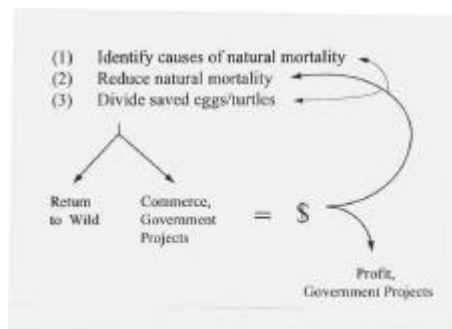 (1) Identify causes of natural mortality
(2) Reduce natural mortality
(3) Divide saved eggs/turtles
Return
to Wild
Commerce,
Government
Projects
= $
Profit,
Government Projects